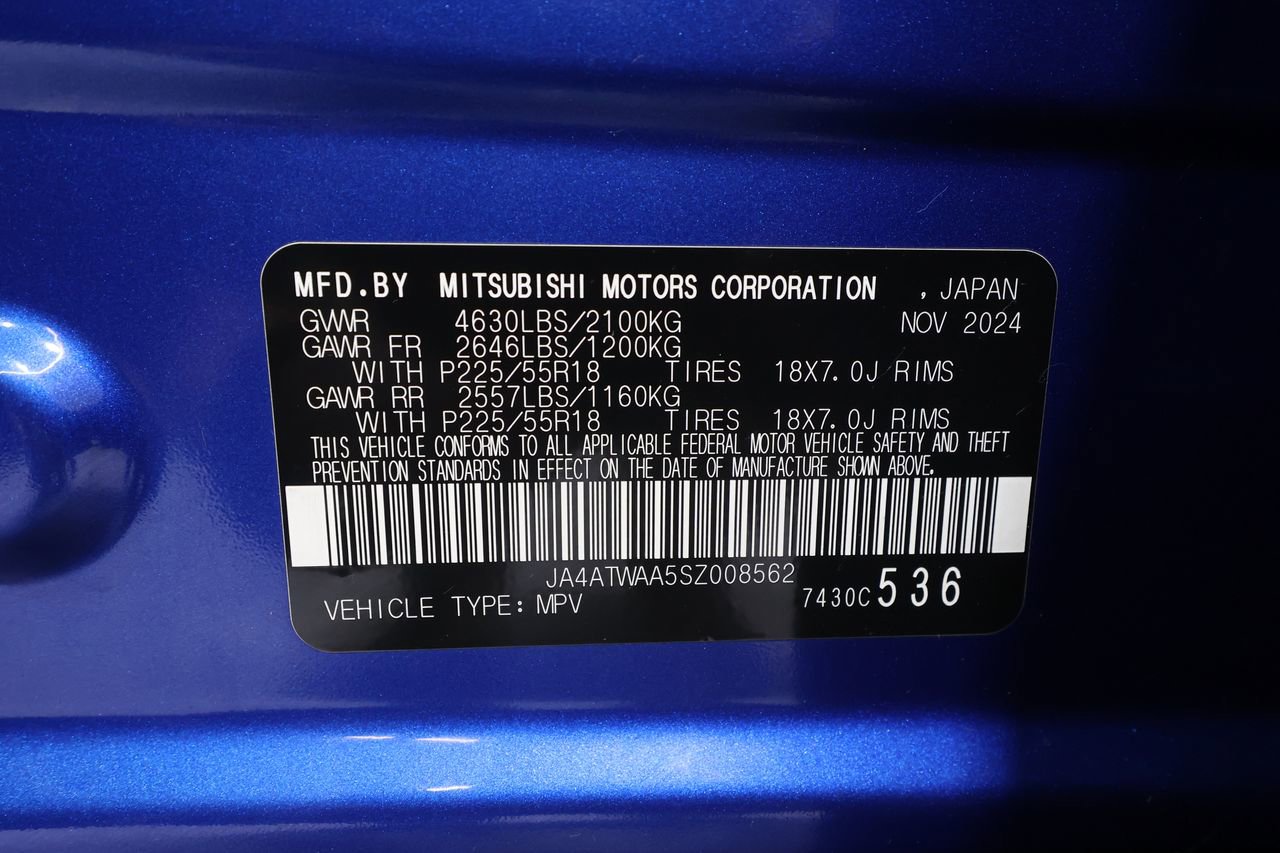 MFD.BY MITSUBISHI MOTORS CORPORATION , JAPAN
GVWR 4630LBS/2100KG NOV 2024
GAWR FR 2646LBS/1200KG
WITH P225/55R18 TIRES 18X7.0J RIMS
GAWR RR 2557LBS/1160KG
WITH P225/55R18 TIRES 18X7.0J RIMS
THIS VEHICLE CONFORMS TO ALL APPLICABLE FEDERAL MOTOR VEHICLE SAFETY AND THEFT
PREVENTION STANDARDS IN EFFECT ON THE DATE OF MANUFACTURE SHOWN ABOVE.
JA4ATWAA5SZ008562
VEHICLE TYPE: MPV 7430C 536